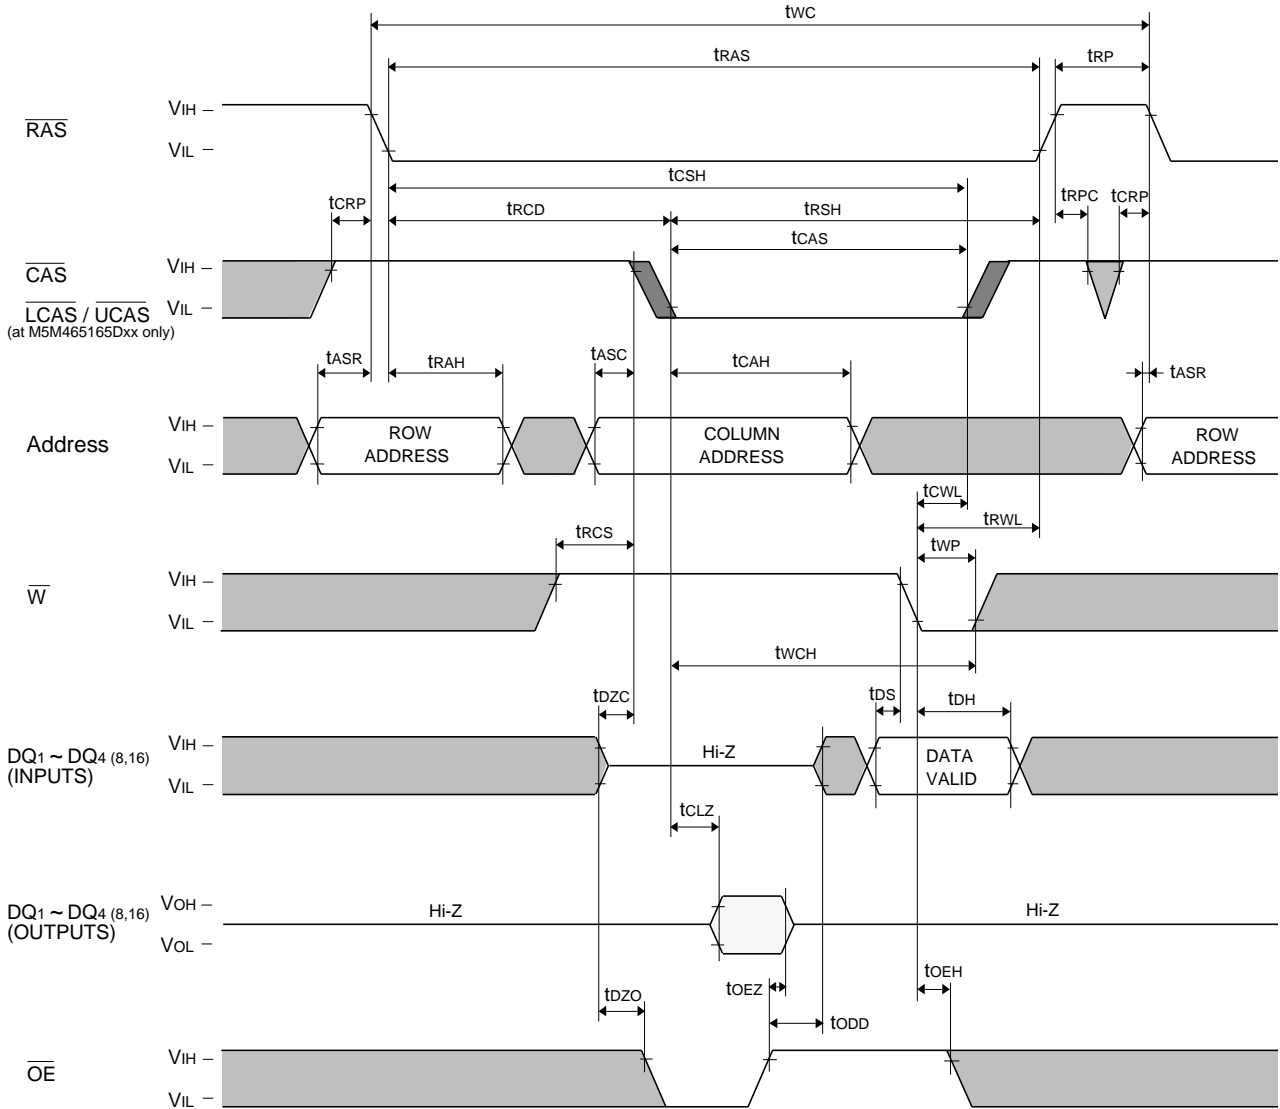 tWC
tRAS
tRP
RAS
VIH
VIL
tCSH
tCRP
tRCD
tRSH
tRPC
tCRP
tCAS
CAS
VIH
LCAS / UCAS
VIL
(at M5M465165Dxx only)
tASR
tRAH
tASC
tCAH
tASR
Address
VIH
VIL
ROW
ADDRESS
COLUMN
ADDRESS
ROW
ADDRESS
tCWL
tRWL
tRCS
tWP
W
VIH
VIL
tWCH
tDZC
tDS
tDH
DQ1 ~ DQ4 (8,16)
(INPUTS)
VIH
VIL
Hi-Z
DATA
VALID
tCLZ
DQ1 ~ DQ4 (8,16)
(OUTPUTS)
VOH
VOL
Hi-Z
Hi-Z
tDZO
tOEZ
tOEH
tODD
OE
VIH
VIL